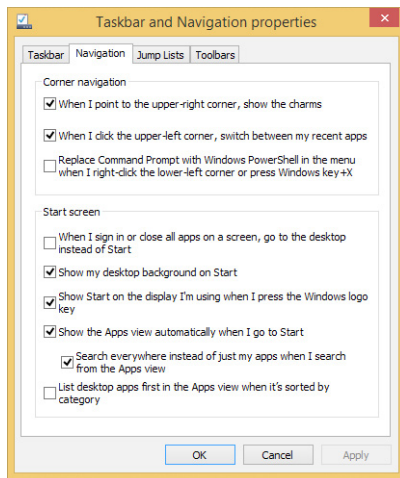 Taskbar and Navigation properties
Taskbar Navigation Jump Lists Toolbars
Corner navigation
When I point to the upper-right corner, show the charms
When I click the upper-left corner, switch between my recent apps
Replace Command Prompt with Windows PowerShell in the menu
when I right-click the lower-left corner or press Windows key+X
Start screen
When I sign in or close all apps on a screen, go to the desktop
instead of Start
Show my desktop background on Start
Show Start on the display I'm using when I press the Windows logo
key
Show the Apps view automatically when I go to Start
Search everywhere instead of just my apps when I search
from the Apps view
List desktop apps first in the Apps view when it's sorted by
category
OK Cancel Apply